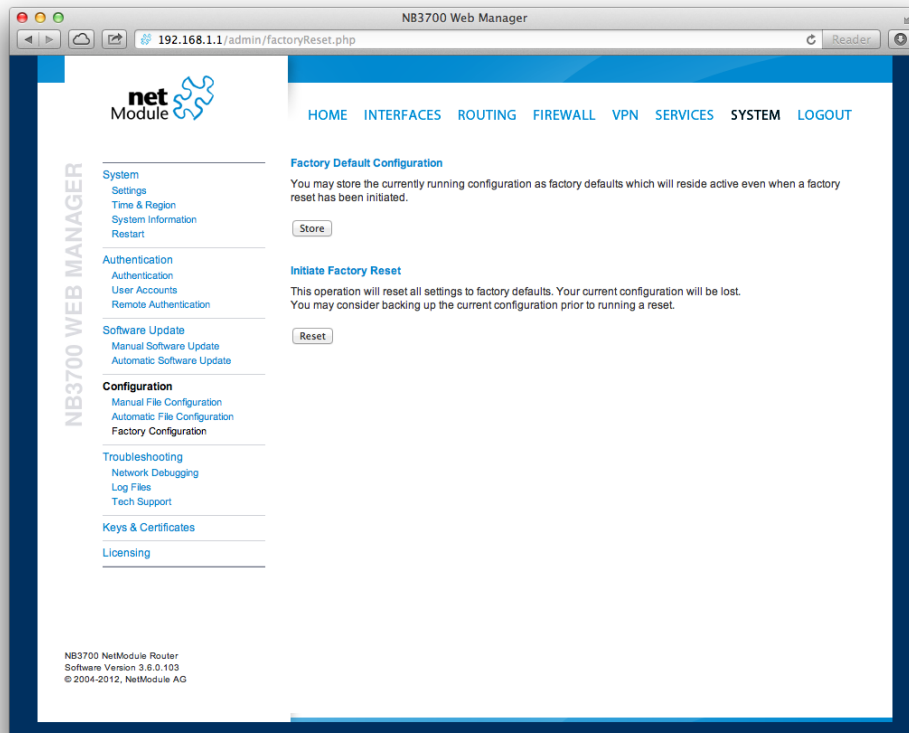 NB3700 Web Manager
192.168.1.1/admin/factoryReset.php
Reader
net
Module
HOME INTERFACES ROUTING FIREWALL VPN SERVICES SYSTEM LOGOUT
NB3700 WEB MANAGER
System
Settings
Time & Region
System Information
Restart
Authentication
Authentication
User Accounts
Remote Authentication
Software Update
Manual Software Update
Automatic Software Update
Configuration
Manual File Configuration
Automatic File Configuration
Factory Configuration
Troubleshooting
Network Debugging
Log Files
Tech Support
Keys & Certificates
Licensing
Factory Default Configuration
You may store the currently running configuration as factory defaults which will reside active even when a factory
reset has been initiated.
Store
Initiate Factory Reset
This operation will reset all settings to factory defaults. Your current configuration will be lost.
You may consider backing up the current configuration prior to running a reset.
Reset
NB3700 NetModule Router
Software Version 3.6.0.103
© 2004-2012, NetModule AG